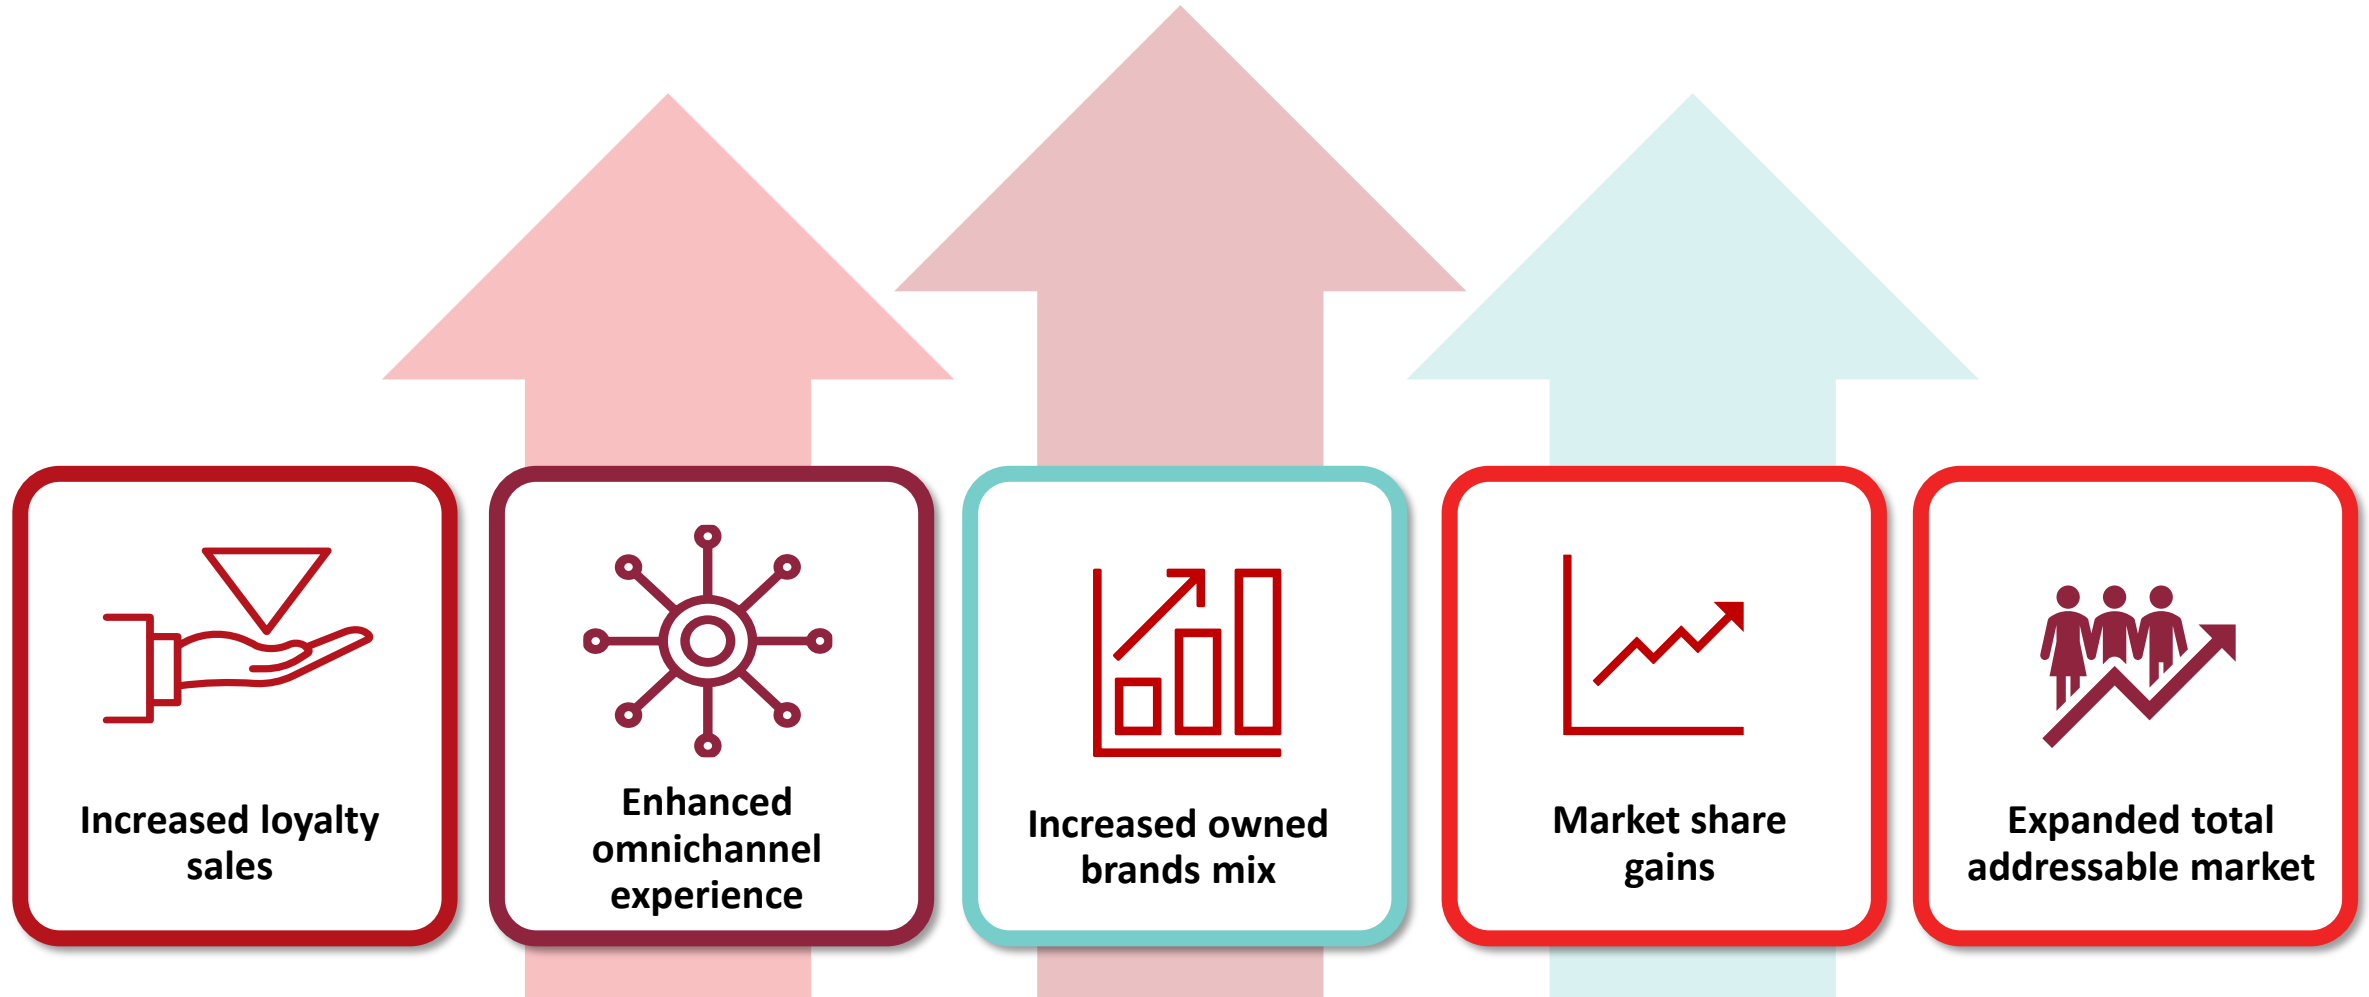 Increased loyalty
sales
Enhanced
omnichannel
experience
Increased owned
brands mix
Market share
gains
Expanded total
addressable market